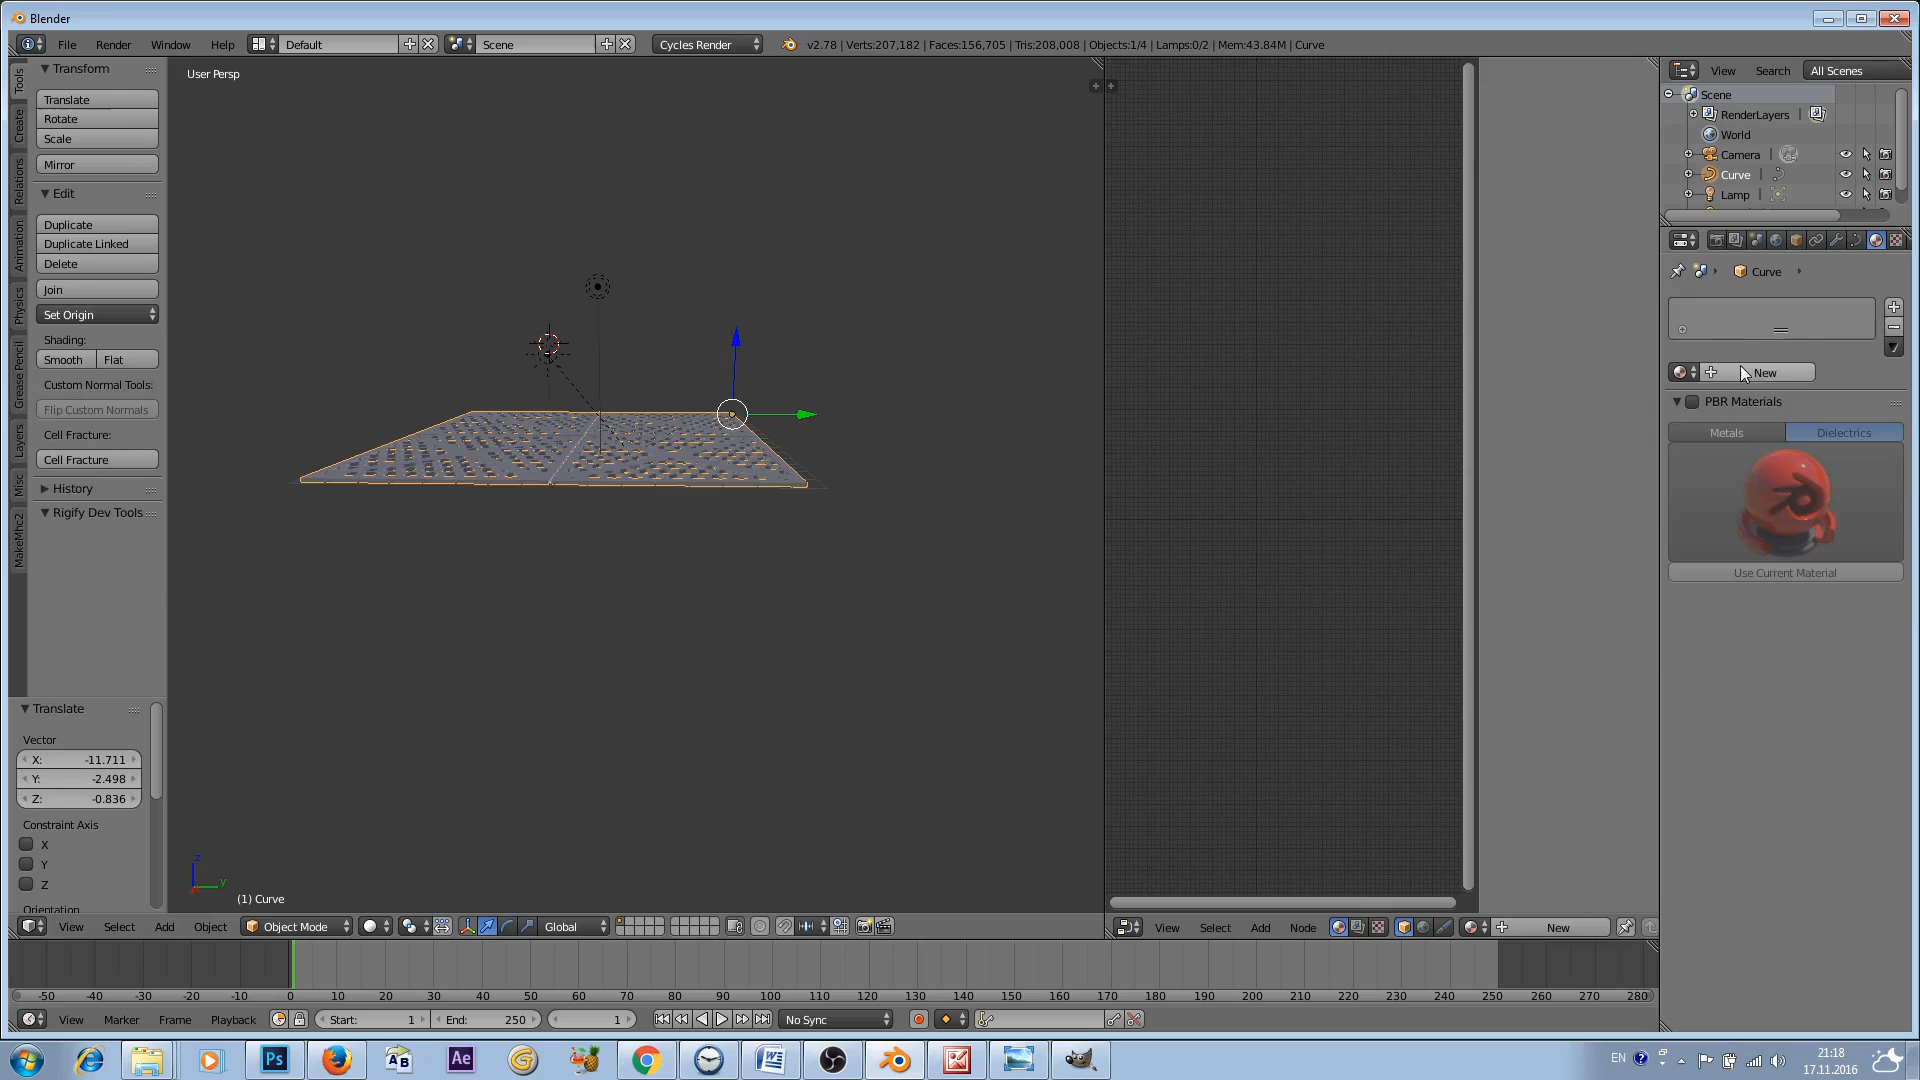 Blender
File Render Window Help Default Scene Cycles Render v2.78 | Verts:207,182 | Faces:156,705 | Tris:208,008 | Objects:1/4 | Lamps:0/2 | Mem:43.84M | Curve
Tools
Create
Relations
Animation
Physics
Grease Pencil
Layers
Misc
MakeMhc2
Transform
Translate
Rotate
Scale
Mirror
Edit
Duplicate
Duplicate Linked
Delete
Join
Set Origin
Shading:
Smooth Flat
Custom Normal Tools:
Flip Custom Normals
Cell Fracture:
Cell Fracture
History
Rigify Dev Tools
Translate
Vector
X: -11.711
Y: -2.498
Z: -0.836
Constraint Axis
X
Y
Z
Orientation
User Persp
z
y
(1) Curve
View Select Add Object Object Mode Global
View Select Add Node New
View Search All Scenes
Scene
RenderLayers
World
Camera
Curve
Lamp
Curve
New
PBR Materials
Metals Dielectrics
Use Current Material
-50 -40 -30 -20 -10 0 10 20 30 40 50 60 70 80 90 100 110 120 130 140 150 160 170 180 190 200 210 220 230 240 250 260 270 280
View Marker Frame Playback Start: 1 End: 250 1 No Sync
Ps Ae W
EN 21:18
17.11.2016